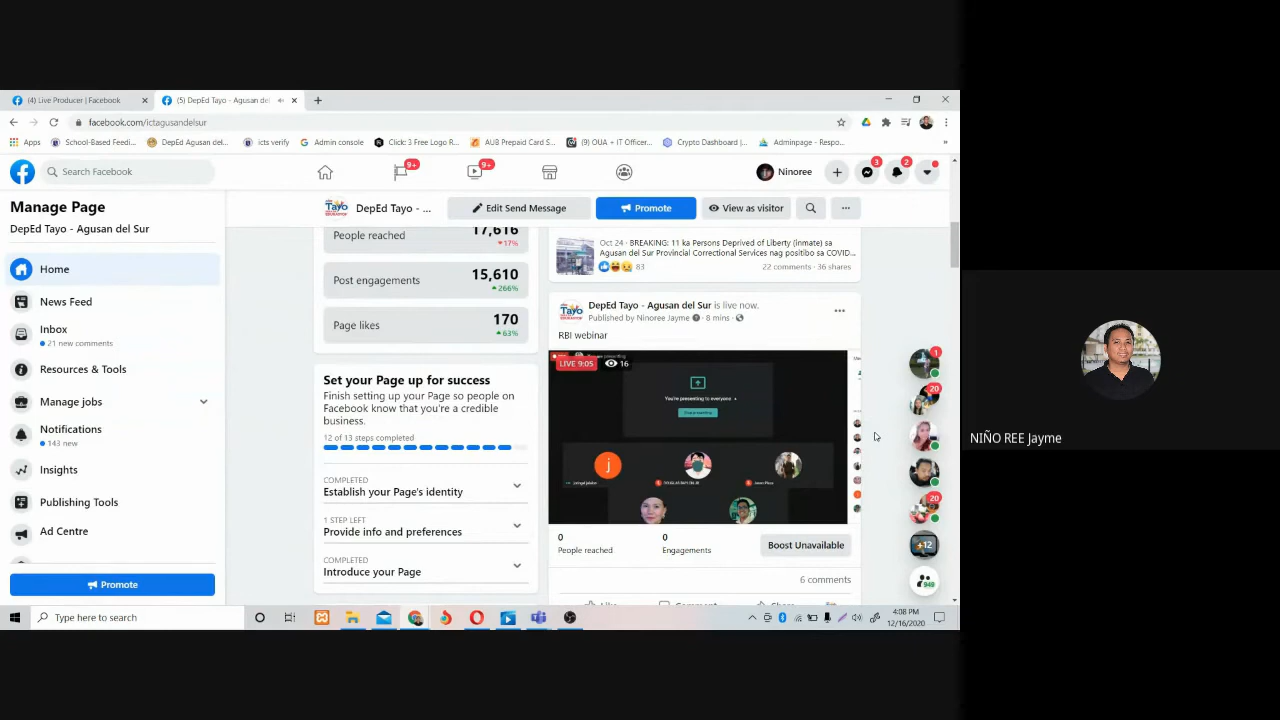 (4) Live Producer | Facebook
(5) DepEd Tayo - Agusan del
facebook.com/ictagusandelsur
Apps
School-Based Feedi...
DepEd Agusan del...
icts verify
Admin console
Click: 3 Free Logo R...
AUB Prepaid Card S...
(9) OUA + IT Officer...
Crypto Dashboard |...
Adminpage - Respo...
Search Facebook
9+
9+
Ninoree
3
2
Manage Page
DepEd Tayo - Agusan del Sur
Home
News Feed
Inbox
21 new comments
Resources & Tools
Manage jobs
Notifications
143 new
Insights
Publishing Tools
Ad Centre
Promote
Tayo
DepEd Tayo - ...
Edit Send Message
Promote
View as visitor
People reached
17,616
17%
Post engagements
15,610
266%
Page likes
170
63%
Set your Page up for success
Finish setting up your Page so people on
Facebook know that you're a credible
business.
12 of 13 steps completed
COMPLETED
Establish your Page's identity
1 STEP LEFT
Provide info and preferences
COMPLETED
Introduce your Page
Oct 24 · BREAKING: 11 ka Persons Deprived of Liberty (inmate) sa
Agusan del Sur Provincial Correctional Services nag positibo sa COVID...
83
22 comments · 36 shares
Tayo
DepEd Tayo - Agusan del Sur is live now.
Published by Ninoree Jayme · 8 mins ·
RBI webinar
LIVE 9:05
16
You're presenting to everyone
j
0
People reached
0
Engagements
Boost Unavailable
6 comments
Like
Comment
Share
1
20
20
+12
949
Type here to search
4:08 PM
12/16/2020
NIÑO REE Jayme